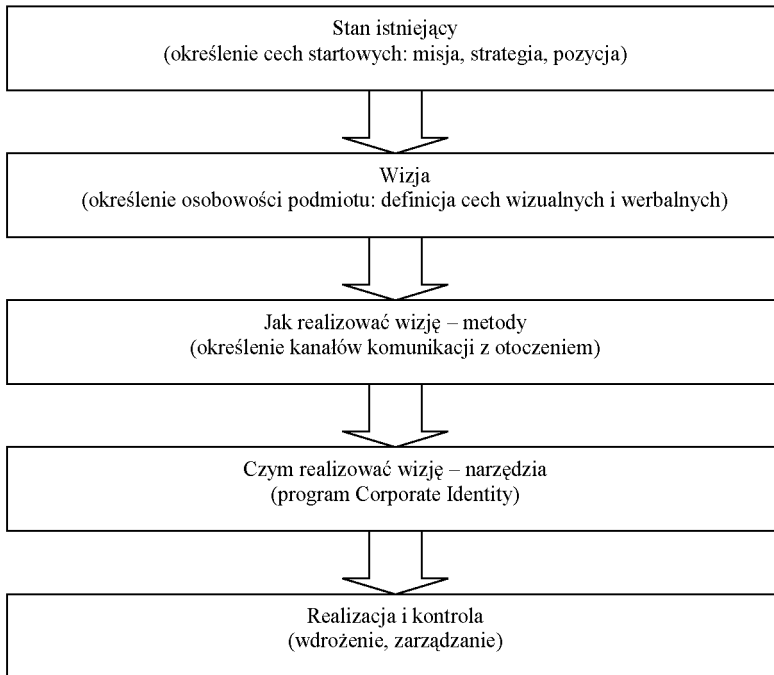 Stan istniejący
(określenie cech startowych: misja, strategia, pozycja)
Wizja
(określenie osobowości podmiotu: definicja cech wizualnych i werbalnych)
Jak realizować wizję – metody
(określenie kanałów komunikacji z otoczeniem)
Czym realizować wizję – narzędzia
(program Corporate Identity)
Realizacja i kontrola
(wdrożenie, zarządzanie)